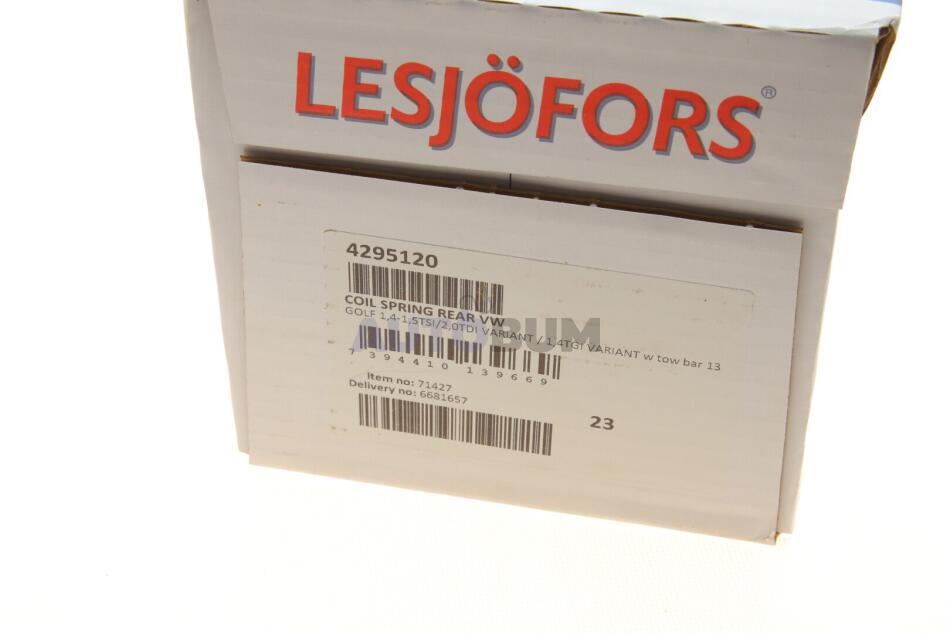 LESJÖFORS®
4295120
COIL SPRING REAR VW
GOLF 1,4-1,5TSI/2,0TDI VARIANT / 1,4TGI VARIANT w tow bar 13
AUTOBUM
7 394410 139669
Item no: 71427
Delivery no: 6681657
23